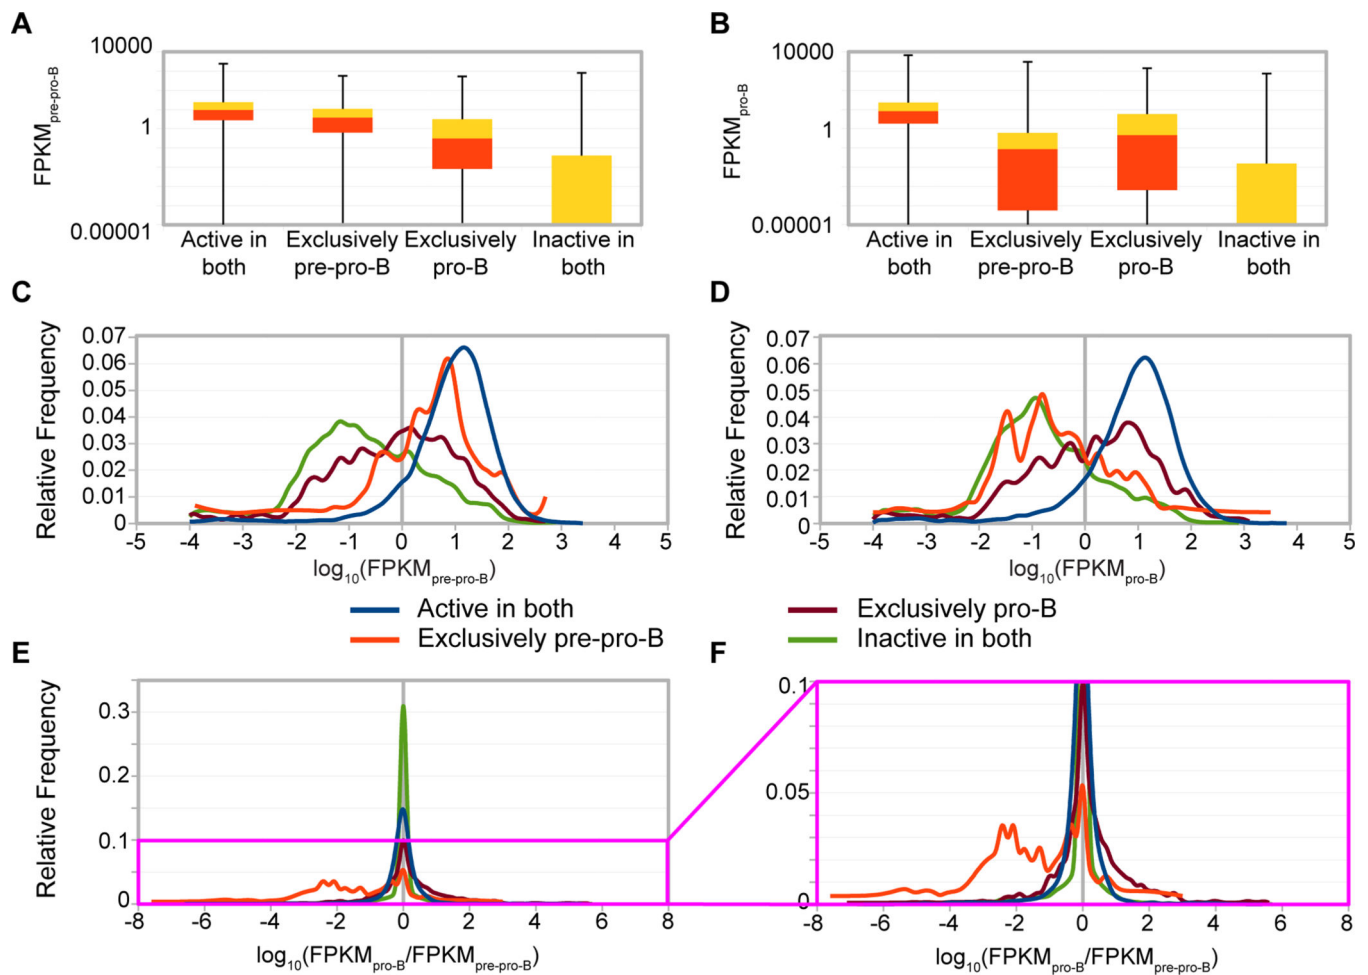 A
B
10000
1
0.00001
FPKMpre-pro-B
Active in both
Exclusively pre-pro-B
Exclusively pro-B
Inactive in both
10000
1
0.00001
FPKMpro-B
Active in both
Exclusively pre-pro-B
Exclusively pro-B
Inactive in both
C
D
Relative Frequency
0.07
0.06
0.05
0.04
0.03
0.02
0.01
0
-5 -4 -3 -2 -1 0 1 2 3 4 5
log10(FPKMpre-pro-B)
Relative Frequency
0.07
0.06
0.05
0.04
0.03
0.02
0.01
0
-5 -4 -3 -2 -1 0 1 2 3 4 5
log10(FPKMpro-B)
Active in both
Exclusively pro-B
Exclusively pre-pro-B
Inactive in both
E
F
Relative Frequency
0.3
0.2
0.1
0
-8 -6 -4 -2 0 2 4 6 8
log10(FPKMpro-B/FPKMpre-pro-B)
0.1
0.05
0
-8 -6 -4 -2 0 2 4 6 8
log10(FPKMpro-B/FPKMpre-pro-B)